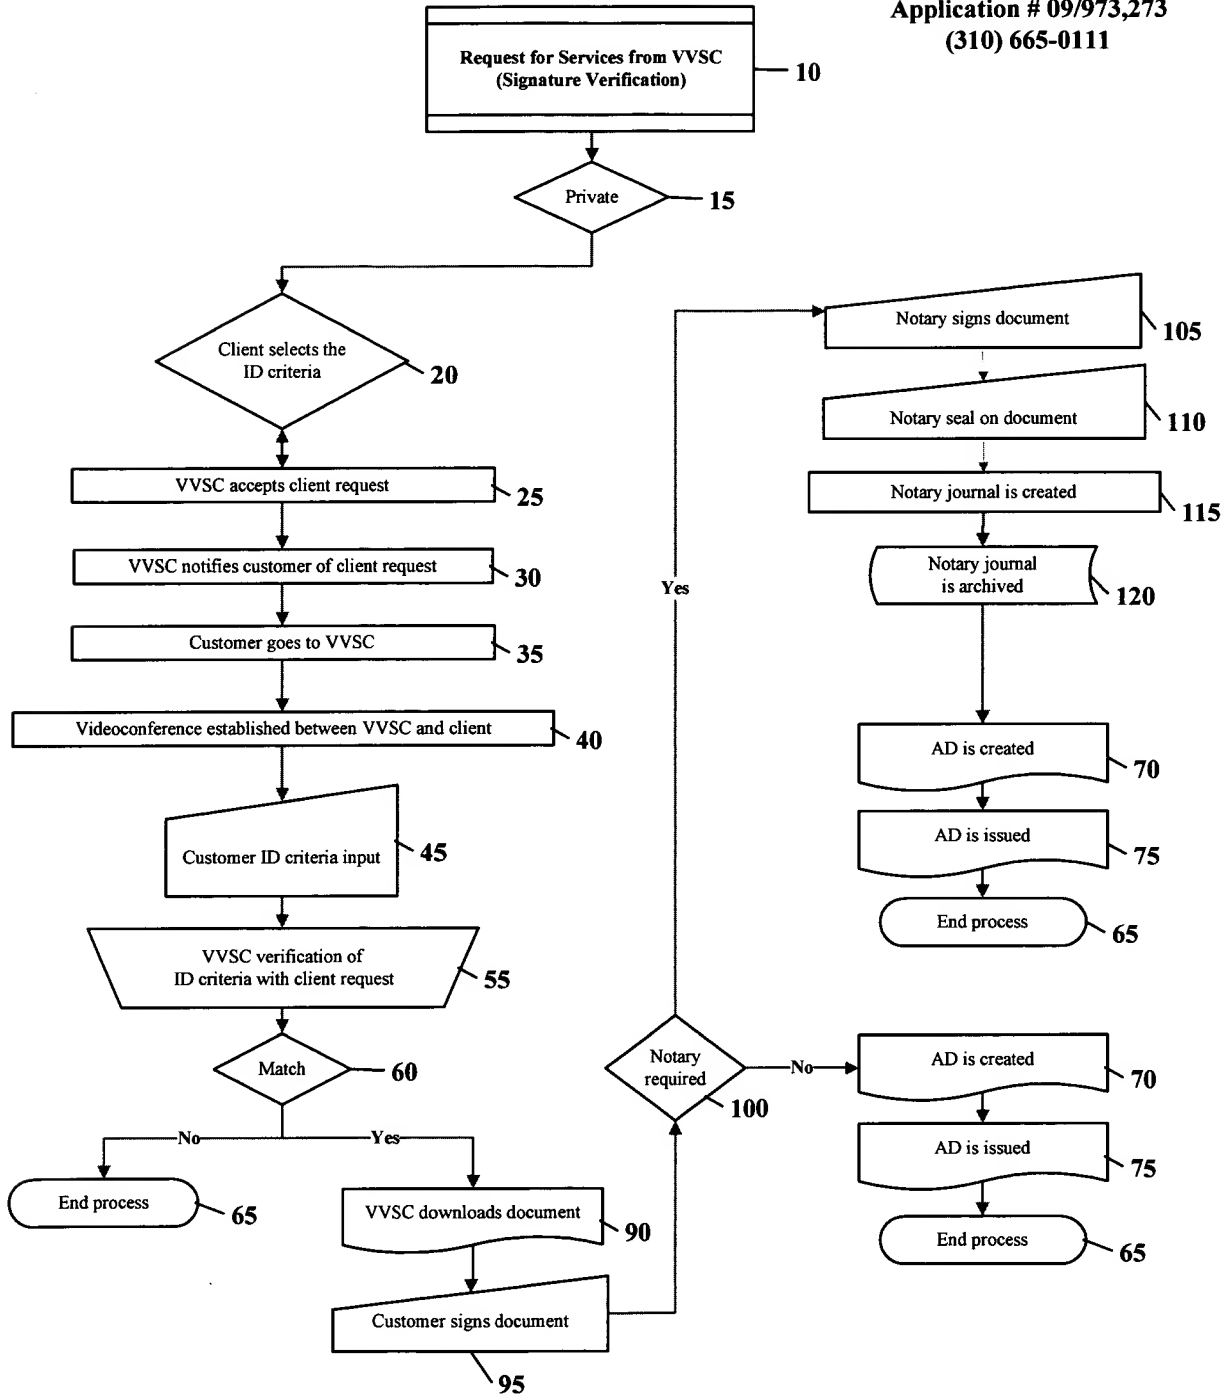 Application # 09/973,273
(310) 665-0111
Request for Services from VVSC
(Signature Verification)
10
Private
15
Client selects the
ID criteria
20
VVSC accepts client request
25
VVSC notifies customer of client request
30
Customer goes to VVSC
35
Videoconference established between VVSC and client
40
Customer ID criteria input
45
VVSC verification of
ID criteria with client request
55
Match
60
No
Yes
End process
65
VVSC downloads document
90
Customer signs document
95
Notary
required
100
Yes
No
Notary signs document
105
Notary seal on document
110
Notary journal is created
115
Notary journal
is archived
120
AD is created
70
AD is issued
75
End process
65
AD is created
70
AD is issued
75
End process
65